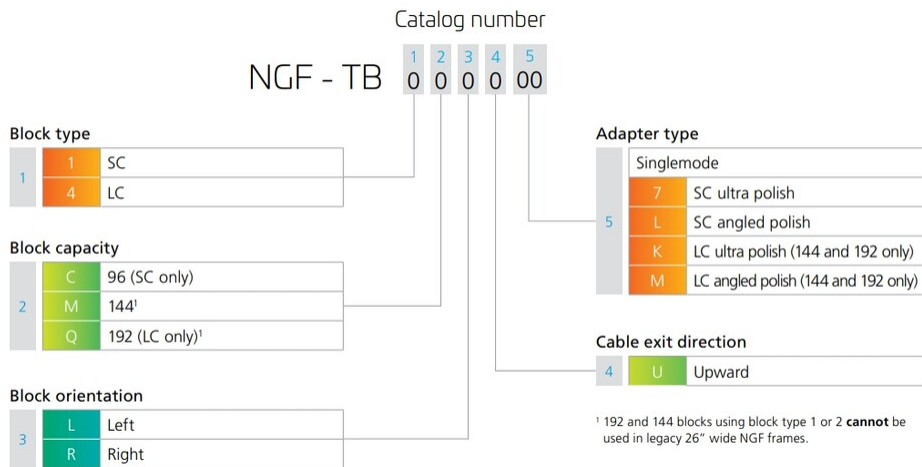 Catalog number
1 2 3 4 5
NGF - TB 0 0 0 0 00
Block type
1
1 SC
4 LC
Block capacity
2
C 96 (SC only)
M 144¹
Q 192 (LC only)¹
Block orientation
3
L Left
R Right
Adapter type
5
Singlemode
7 SC ultra polish
L SC angled polish
K LC ultra polish (144 and 192 only)
M LC angled polish (144 and 192 only)
Cable exit direction
4 U Upward
¹ 192 and 144 blocks using block type 1 or 2 cannot be
used in legacy 26” wide NGF frames.